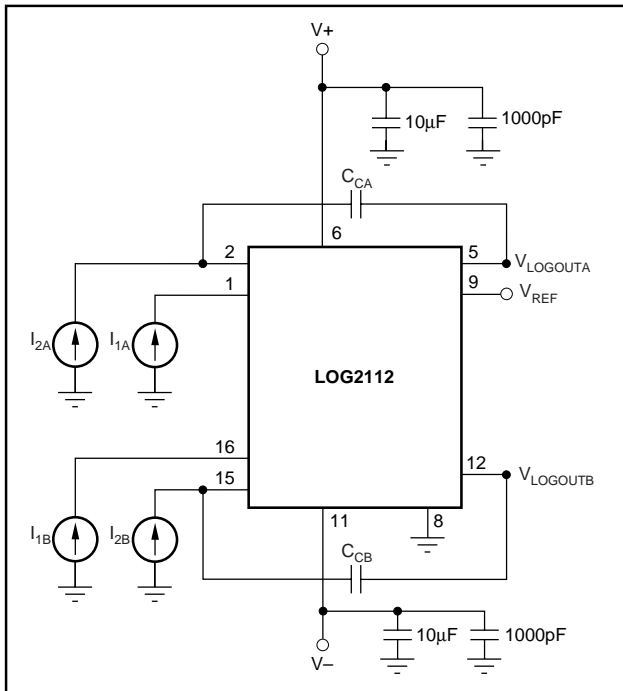 V+
10µF
1000pF
C_CA
6
2
5
V_LOGOUTA
1
9
V_REF
I_2A
I_1A
LOG2112
16
12
V_LOGOUTB
15
11
8
I_1B
I_2B
C_CB
10µF
1000pF
V–